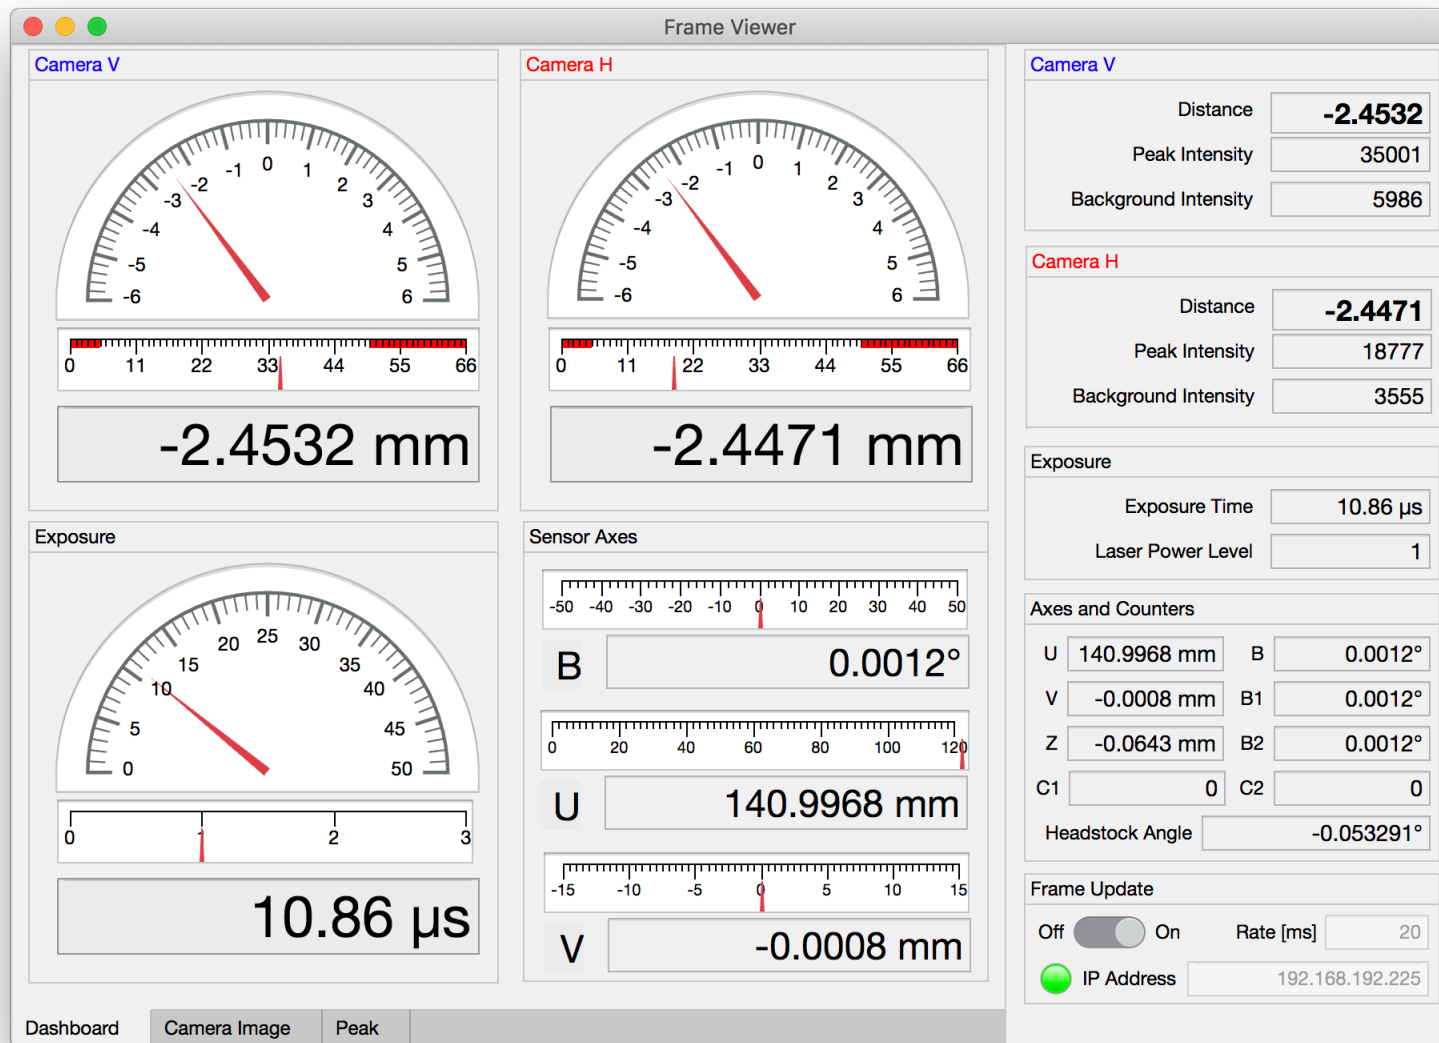 Frame Viewer
Camera V
-6 -5 -4 -3 -2 -1 0 1 2 3 4 5 6
0 11 22 33 44 55 66
-2.4532 mm
Camera H
-6 -5 -4 -3 -2 -1 0 1 2 3 4 5 6
0 11 22 33 44 55 66
-2.4471 mm
Exposure
0 5 10 15 20 25 30 35 40 45 50
0 1 2 3
10.86 µs
Sensor Axes
-50 -40 -30 -20 -10 0 10 20 30 40 50
B 0.0012°
0 20 40 60 80 100 120
U 140.9968 mm
-15 -10 -5 0 5 10 15
V -0.0008 mm
Camera V
Distance -2.4532
Peak Intensity 35001
Background Intensity 5986
Camera H
Distance -2.4471
Peak Intensity 18777
Background Intensity 3555
Exposure
Exposure Time 10.86 µs
Laser Power Level 1
Axes and Counters
U 140.9968 mm B 0.0012°
V -0.0008 mm B1 0.0012°
Z -0.0643 mm B2 0.0012°
C1 0 C2 0
Headstock Angle -0.053291°
Frame Update
Off On Rate [ms] 20
IP Address 192.168.192.225
Dashboard Camera Image Peak